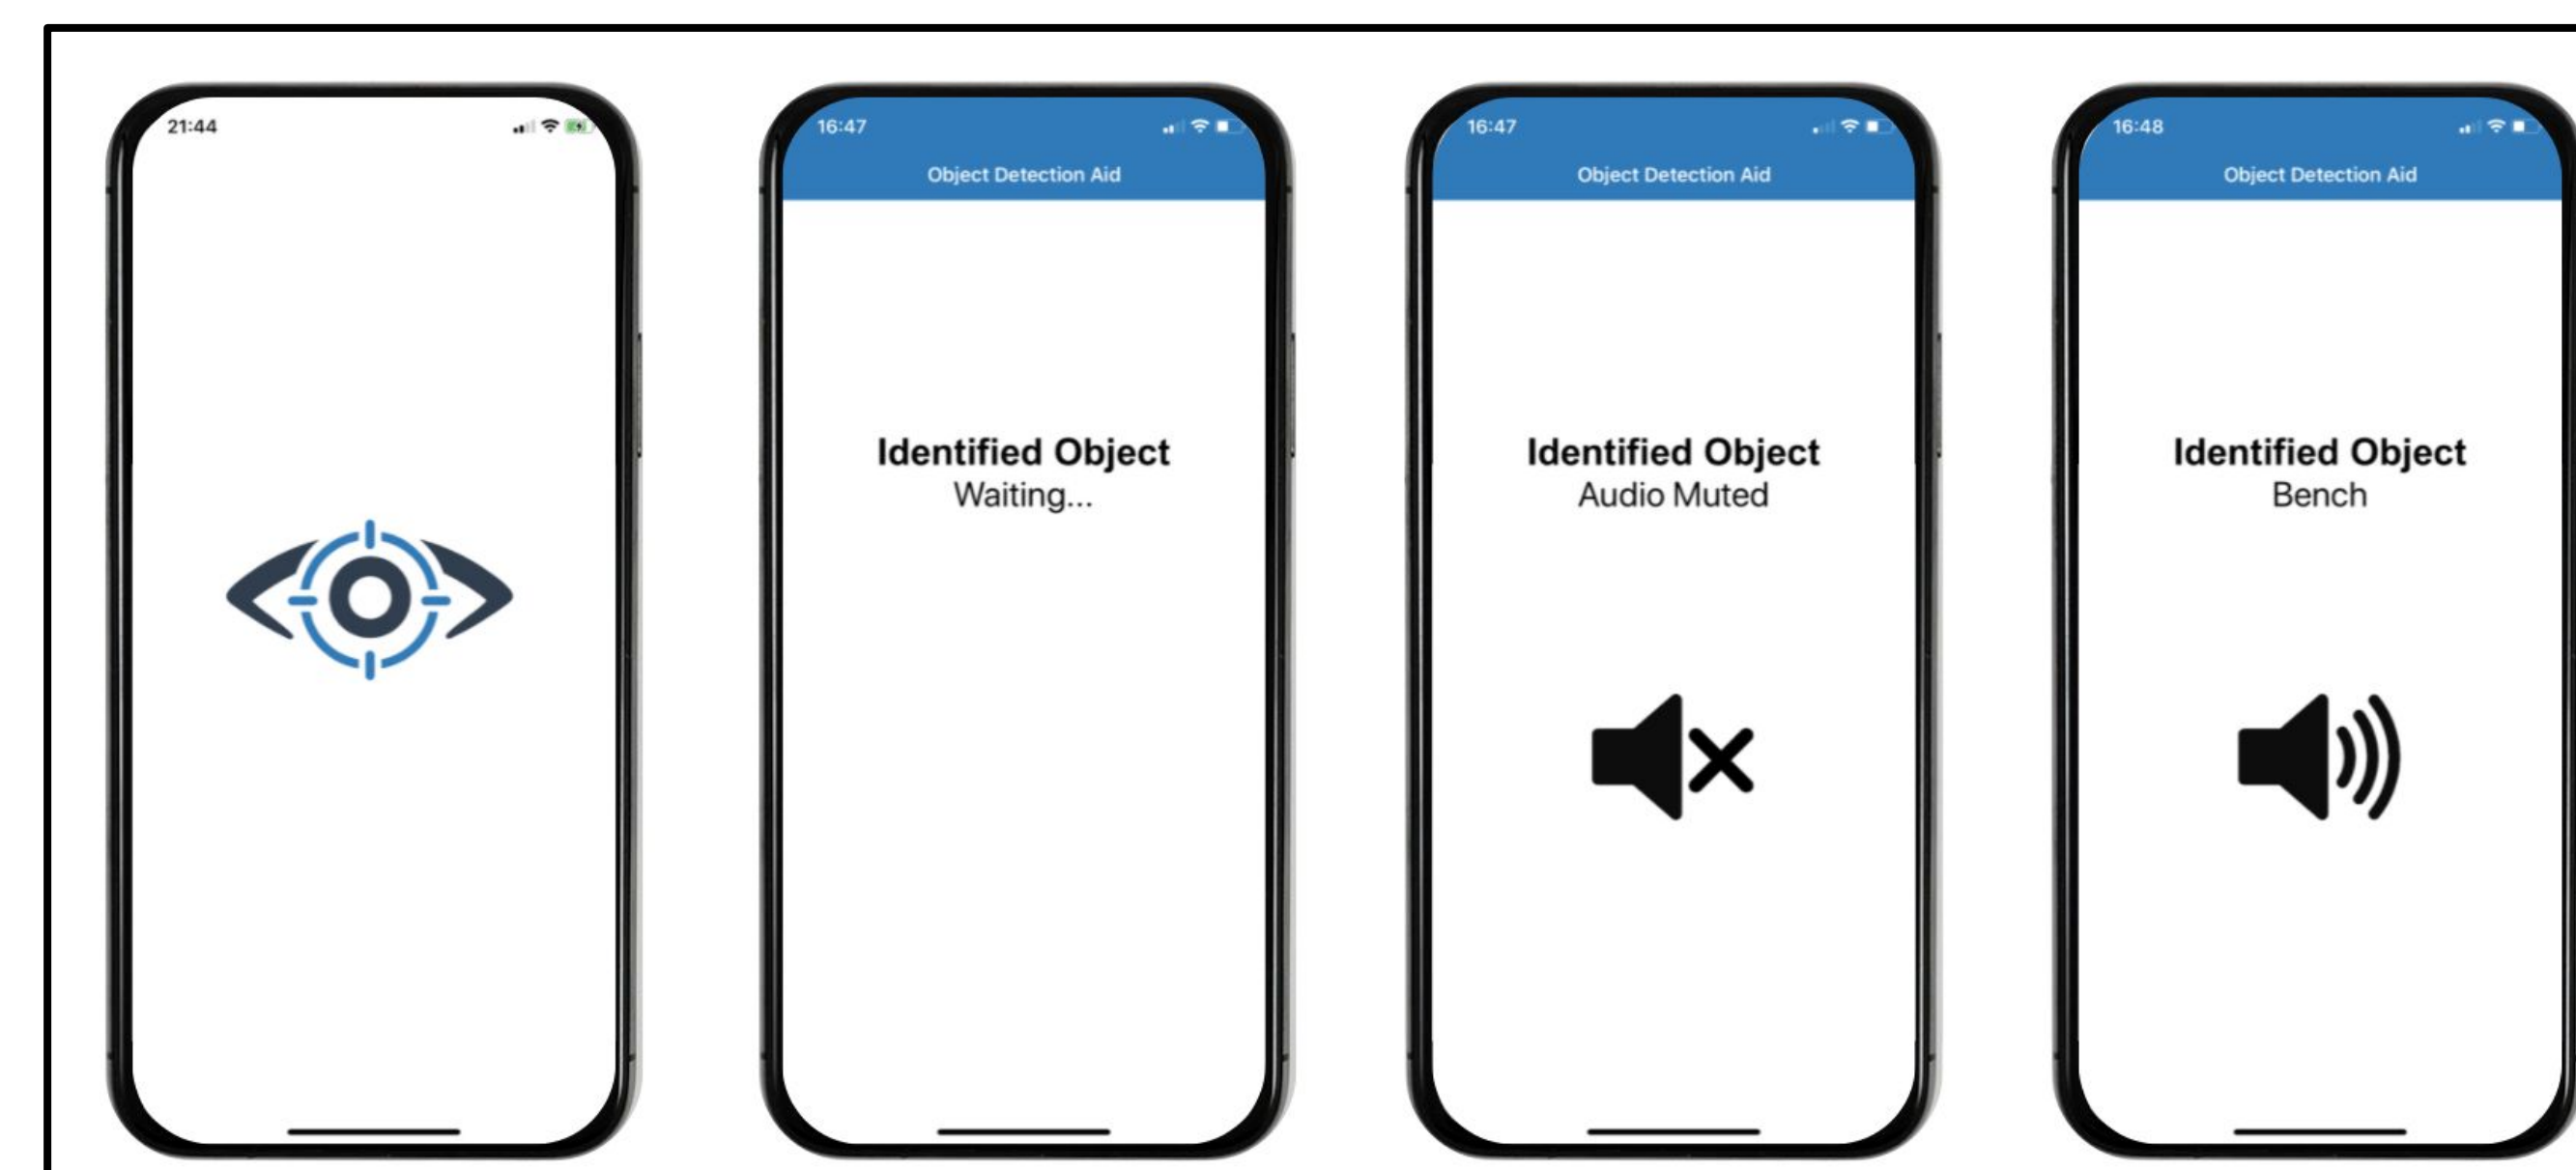 21:44
16:47
Object Detection Aid
Identified Object
Waiting...
16:47
Object Detection Aid
Identified Object
Audio Muted
16:48
Object Detection Aid
Identified Object
Bench